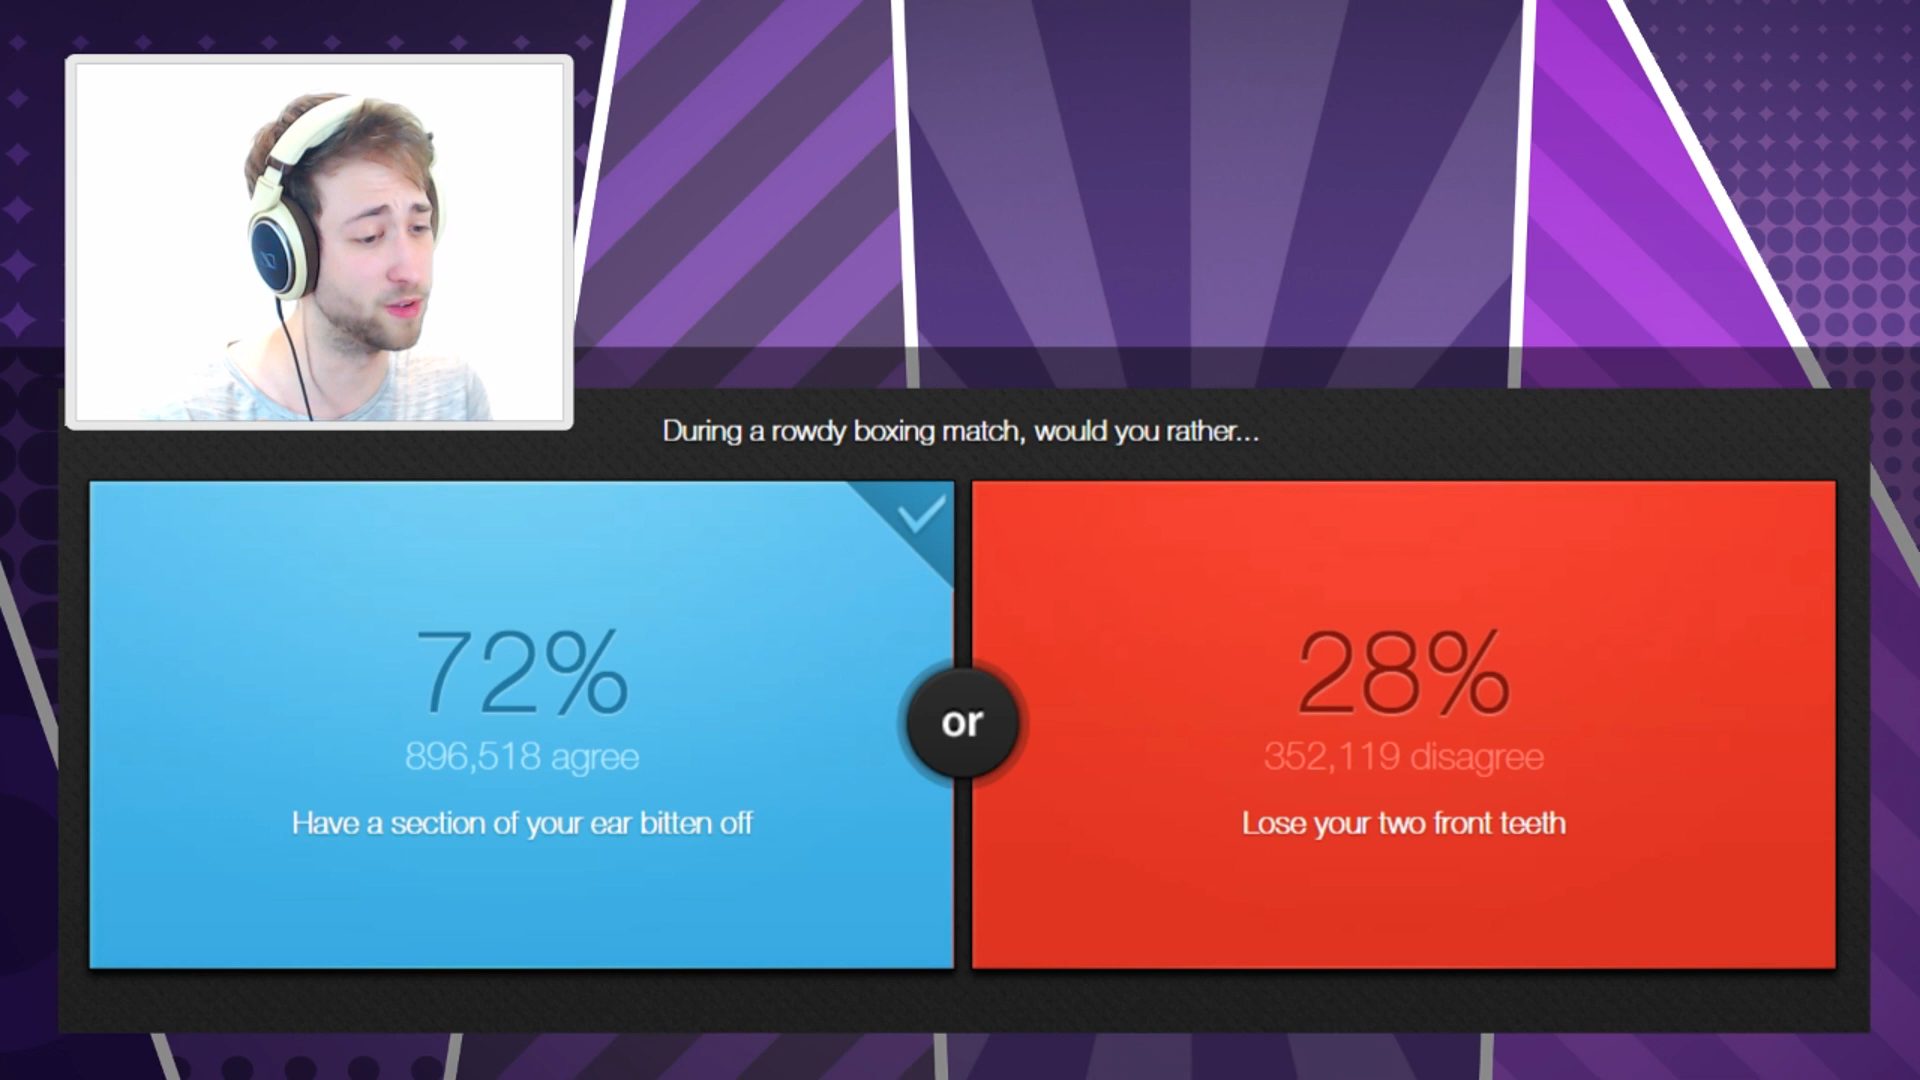 During a rowdy boxing match, would you rather...
72%
896,518 agree
Have a section of your ear bitten off
or
28%
352,119 disagree
Lose your two front teeth